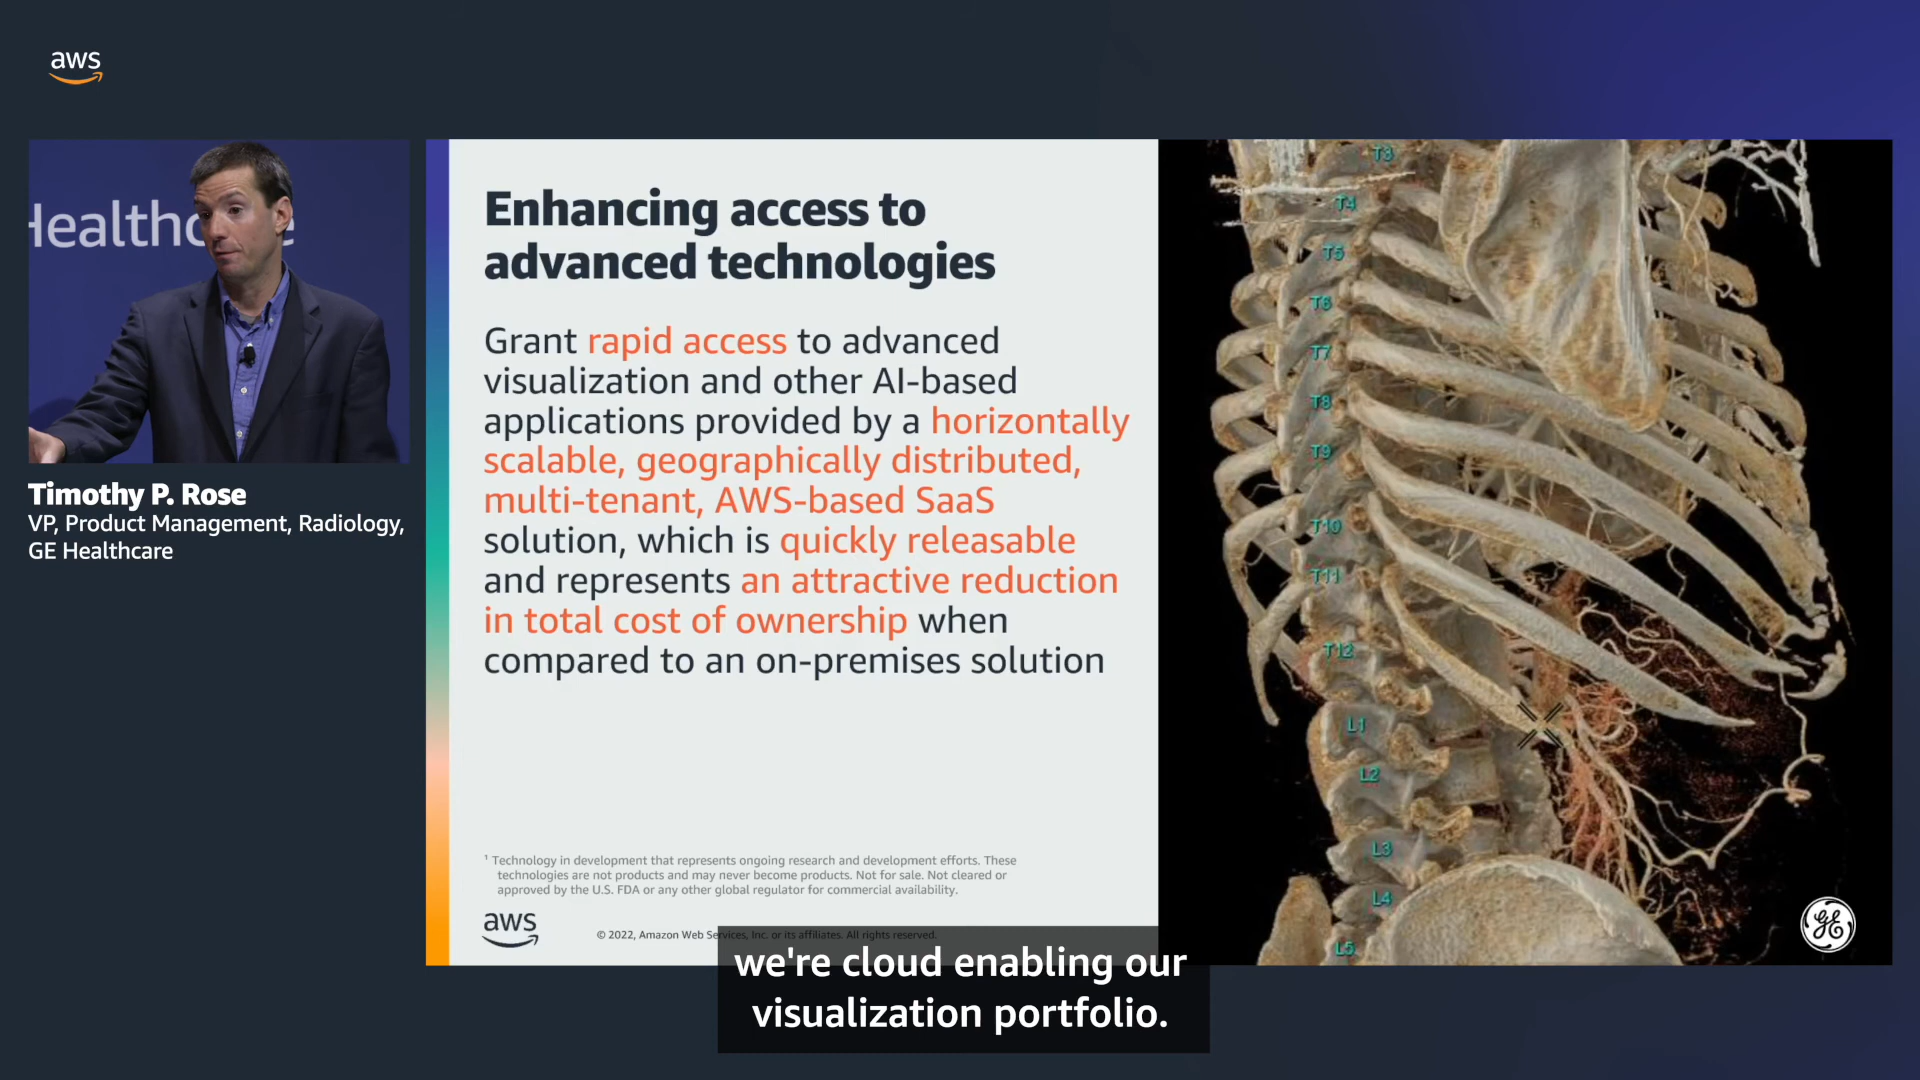 aws
Healthc e
Timothy P. Rose
VP, Product Management, Radiology,
GE Healthcare
Enhancing access to
advanced technologies
Grant rapid access to advanced
visualization and other AI-based
applications provided by a horizontally
scalable, geographically distributed,
multi-tenant, AWS-based SaaS
solution, which is quickly releasable
and represents an attractive reduction
in total cost of ownership when
compared to an on-premises solution
¹ Technology in development that represents ongoing research and development efforts. These
technologies are not products and may never become products. Not for sale. Not cleared or
approved by the U.S. FDA or any other global regulator for commercial availability.
aws
© 2022, Amazon Web Services, Inc. or its affiliates. All rights reserved.
T3
T4
T5
T6
T7
T8
T9
T10
T11
T12
L1
L2
L3
L4
L5
GE
we're cloud enabling our
visualization portfolio.